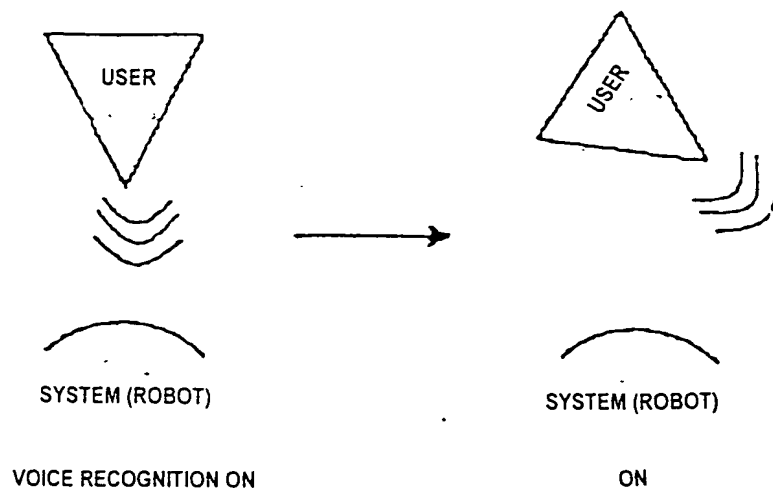 USER
USER
SYSTEM (ROBOT)
SYSTEM (ROBOT)
VOICE RECOGNITION ON
ON